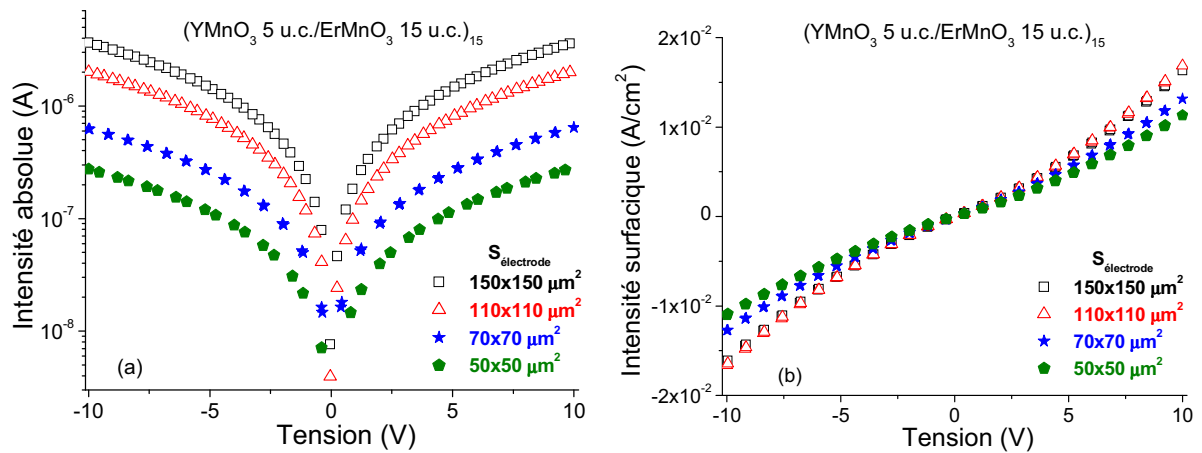 (YMnO₃ 5 u.c./ErMnO₃ 15 u.c.)₁₅
Intensité absolue (A)
10⁻⁶
10⁻⁷
10⁻⁸
S électrode
150x150 µm²
110x110 µm²
70x70 µm²
50x50 µm²
(a)
-10 -5 0 5 10
Tension (V)
(YMnO₃ 5 u.c./ErMnO₃ 15 u.c.)₁₅
Intensité surfacique (A/cm²)
2x10⁻²
1x10⁻²
0
-1x10⁻²
-2x10⁻²
S électrode
150x150 µm²
110x110 µm²
70x70 µm²
50x50 µm²
(b)
-10 -5 0 5 10
Tension (V)